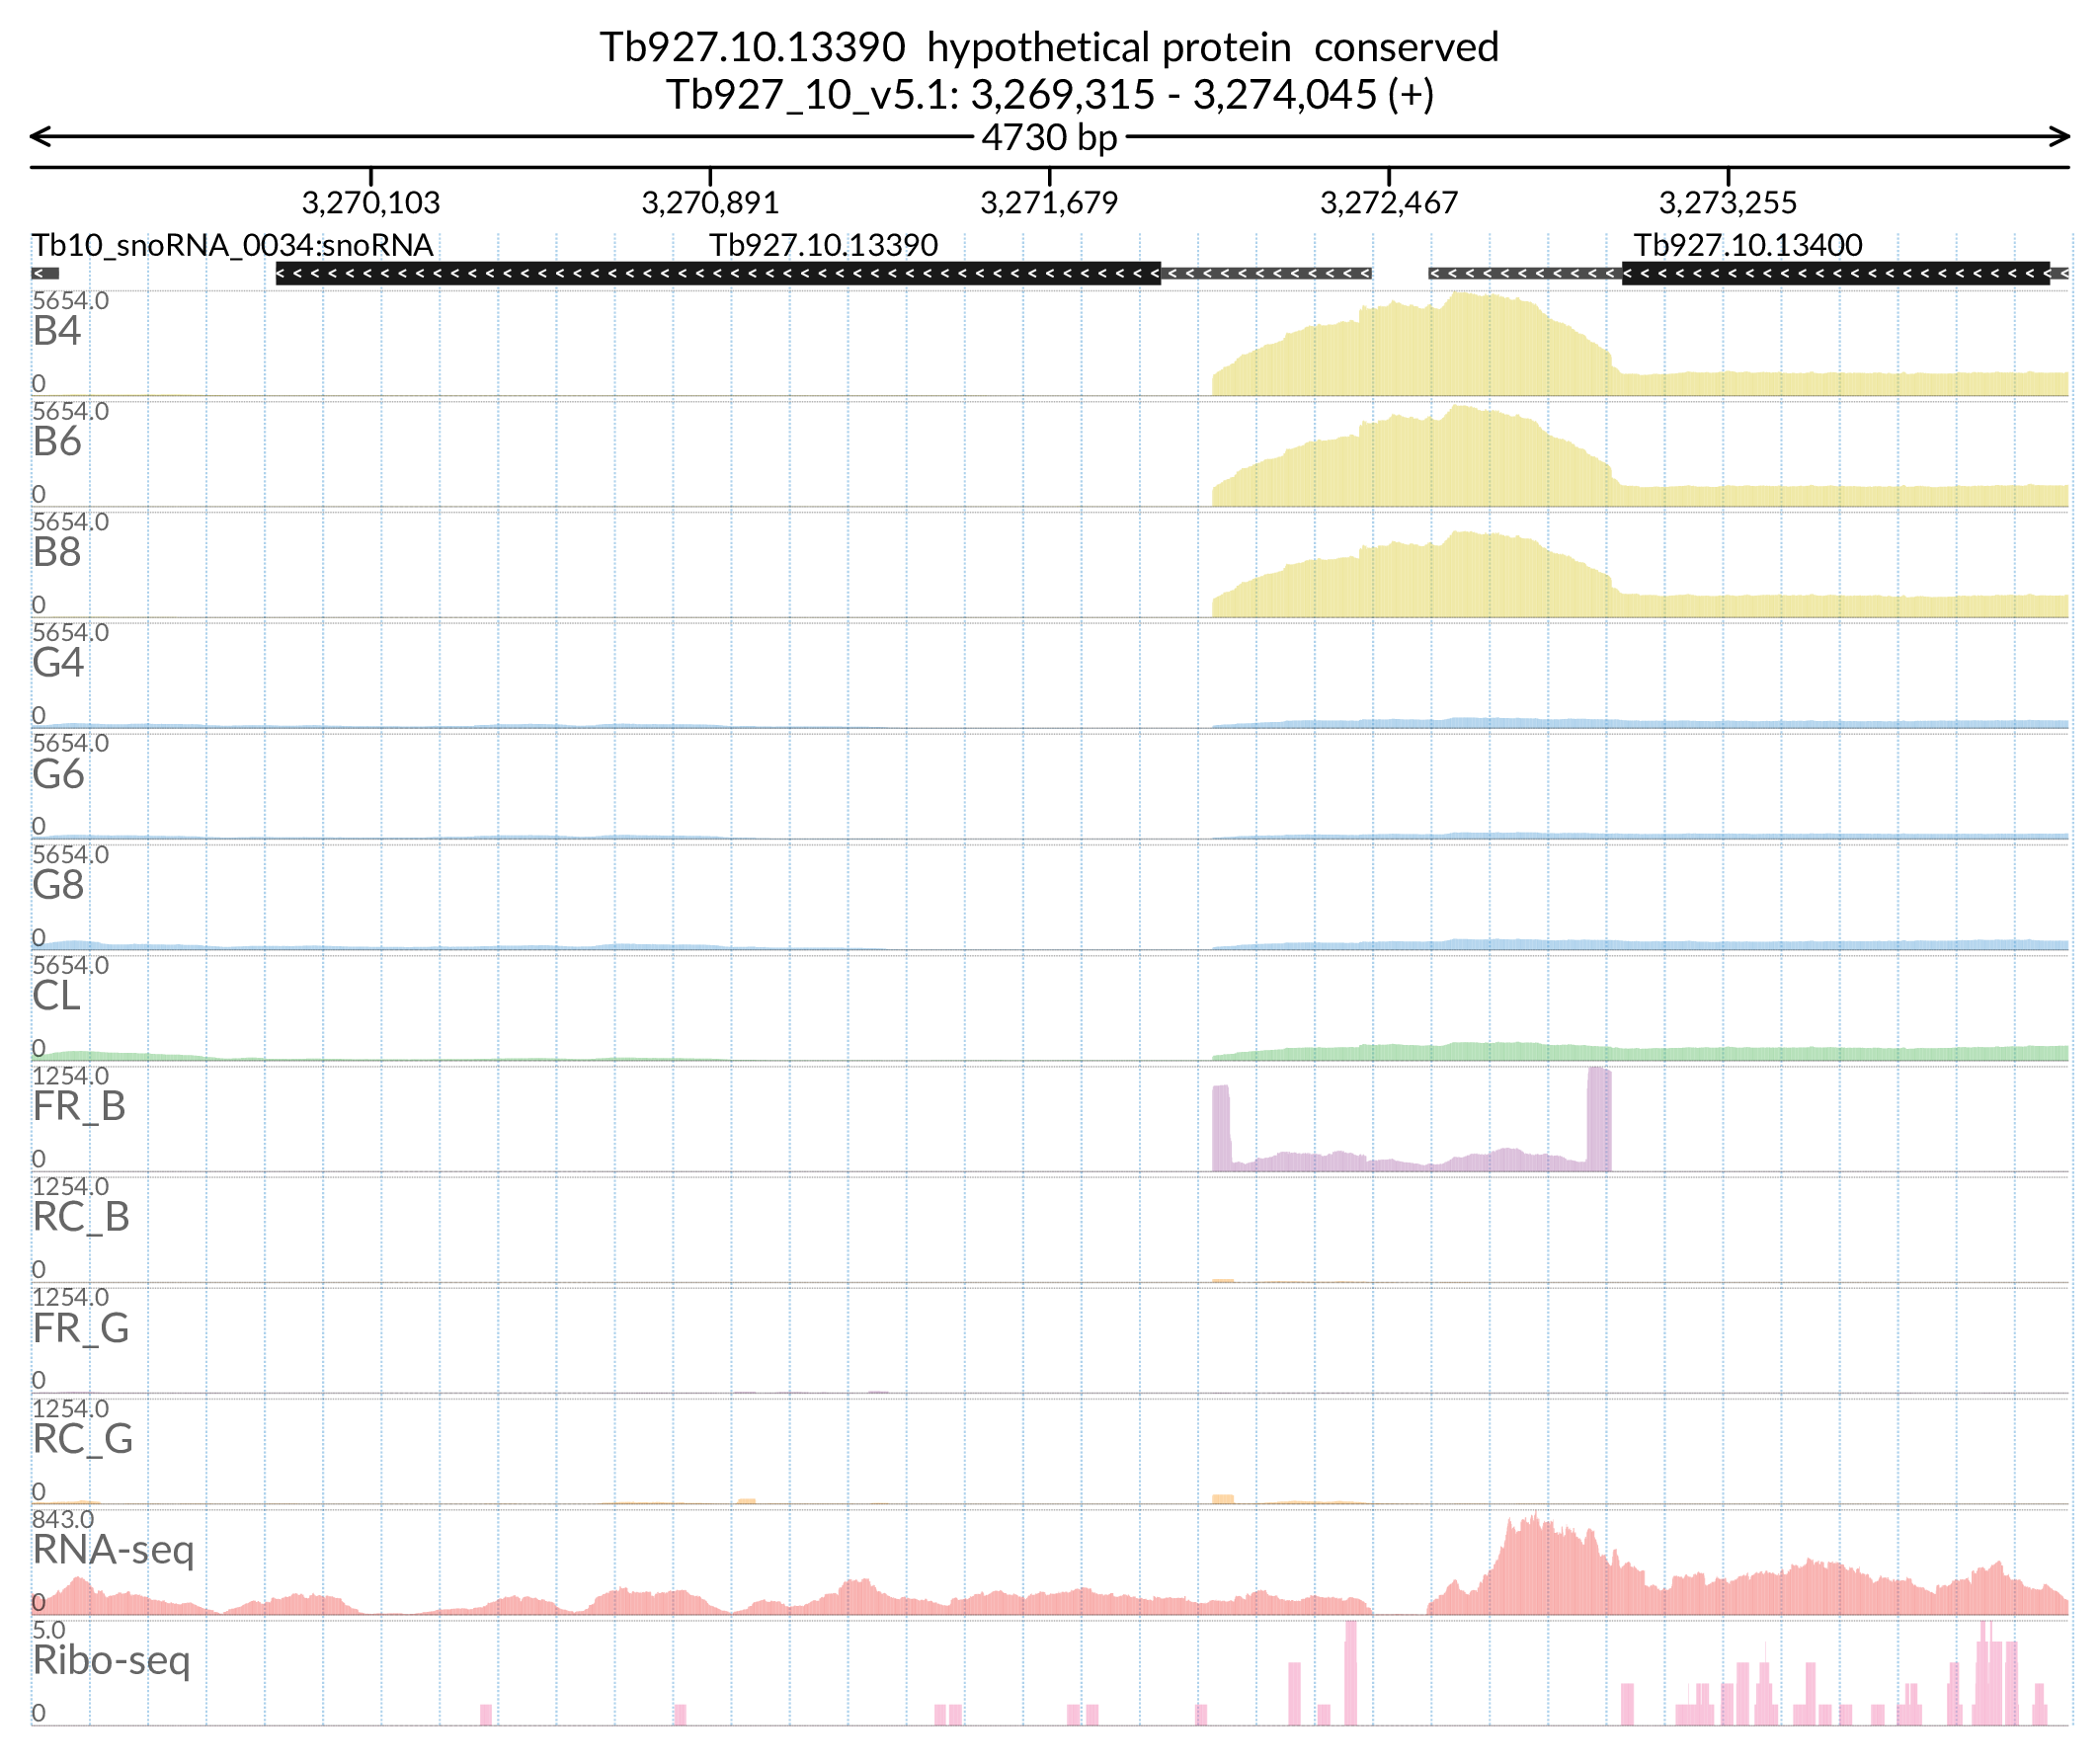 Tb927.10.13390  hypothetical protein  conserved
Tb927_10_v5.1: 3,269,315 - 3,274,045 (+)
4730 bp
3,270,103 3,270,891 3,271,679 3,272,467 3,273,255
Tb10_snoRNA_0034:snoRNA Tb927.10.13390 Tb927.10.13400
5654.0
B4
0
5654.0
B6
0
5654.0
B8
0
5654.0
G4
0
5654.0
G6
0
5654.0
G8
0
5654.0
CL
0
1254.0
FR_B
0
1254.0
RC_B
0
1254.0
FR_G
0
1254.0
RC_G
0
843.0
RNA-seq
0
5.0
Ribo-seq
0